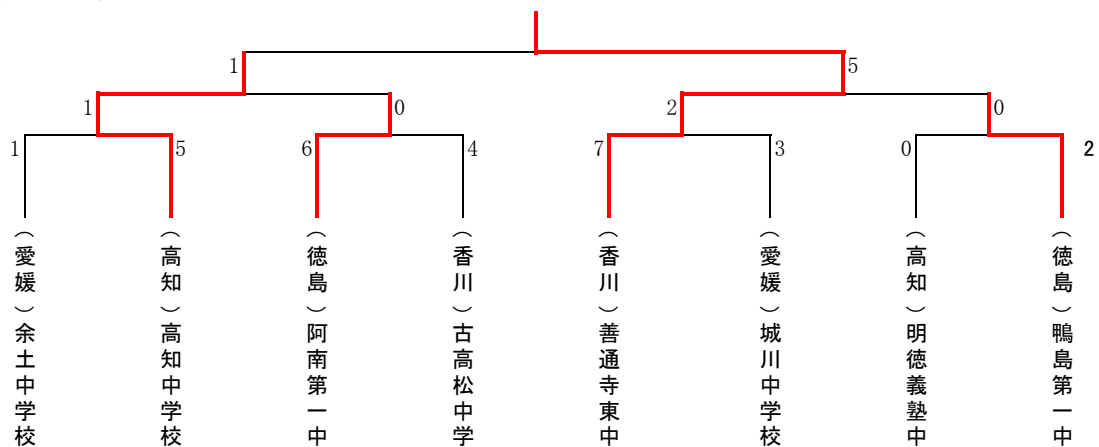 1
5
1
0
2
0
1
5
6
4
7
3
0
2
（愛媛）余土中学校
（高知）高知中学校
（徳島）阿南第一中
（香川）古高松中学
（香川）善通寺東中
（愛媛）城川中学校
（高知）明徳義塾中
（徳島）鴨島第一中